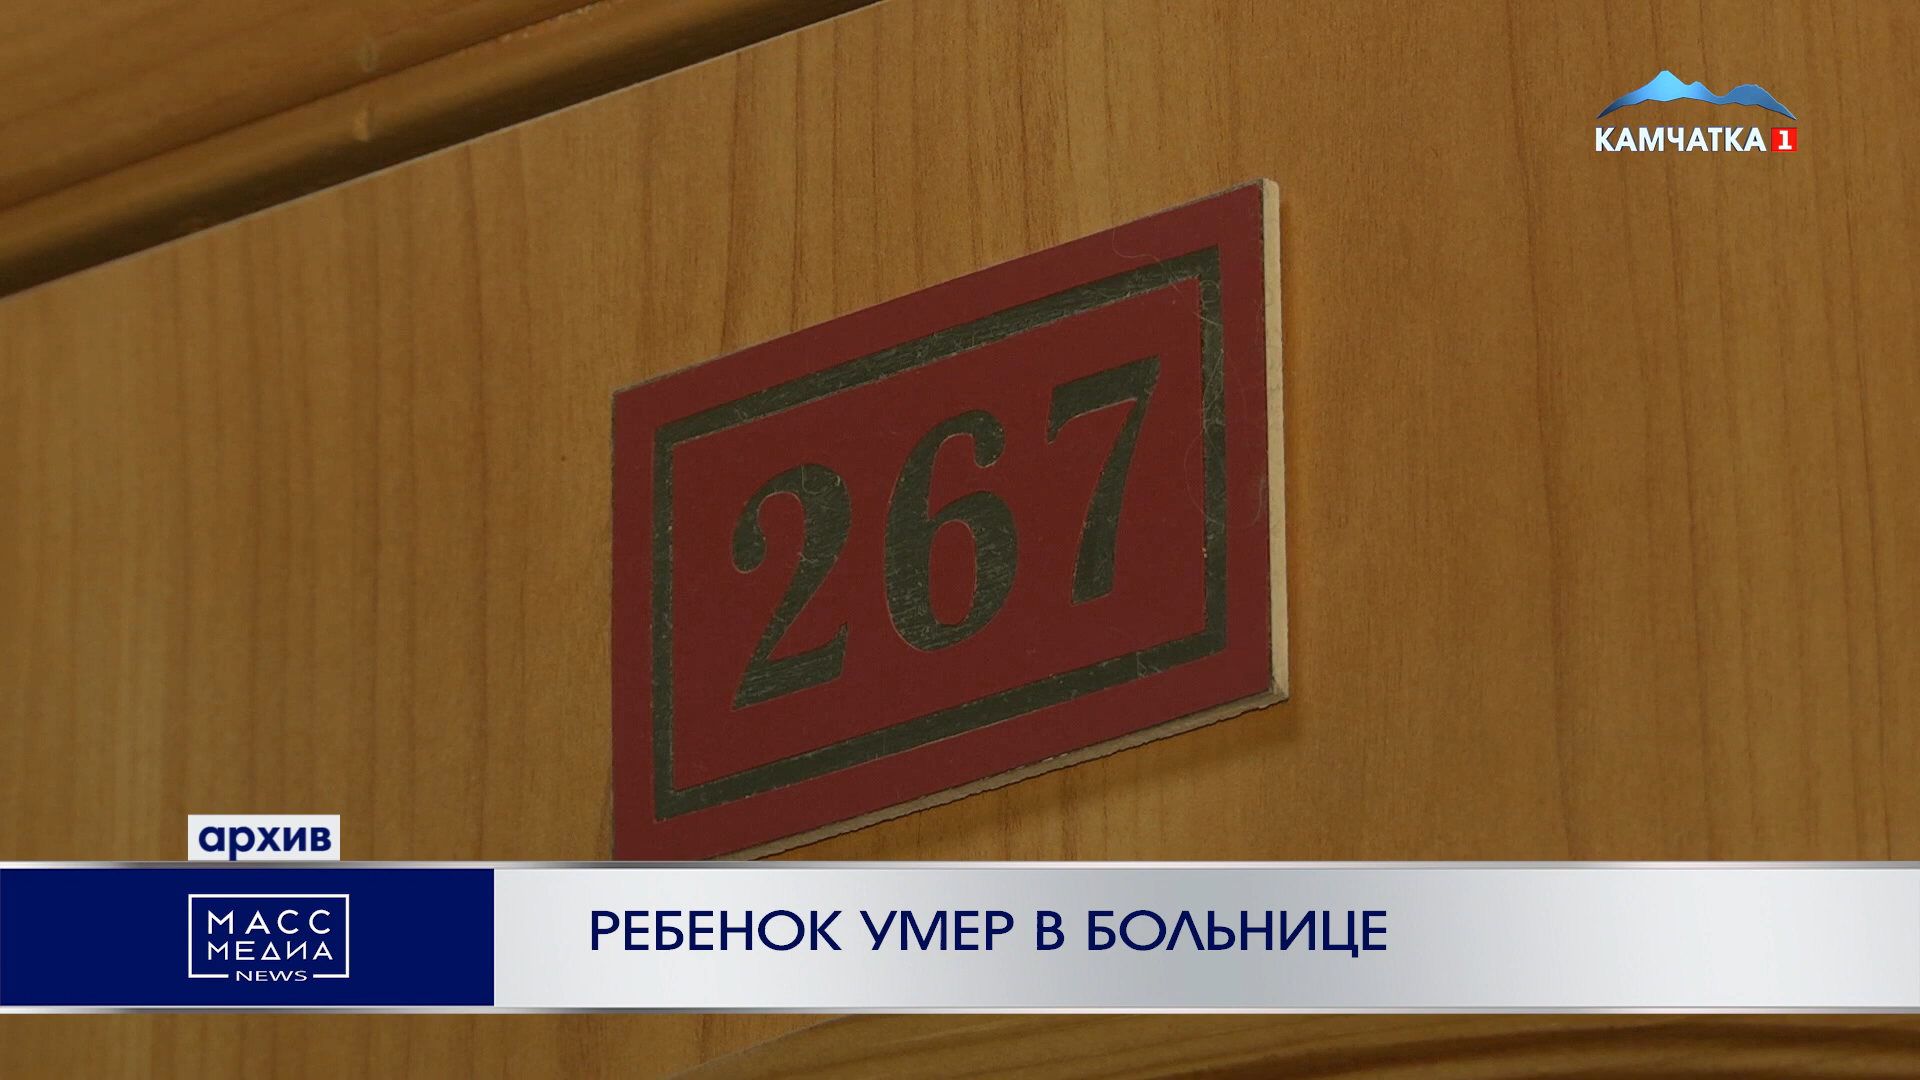 КАМЧАТКА 1
267
архив
МАСС
МЕДИА
NEWS
РЕБЕНОК УМЕР В БОЛЬНИЦЕ